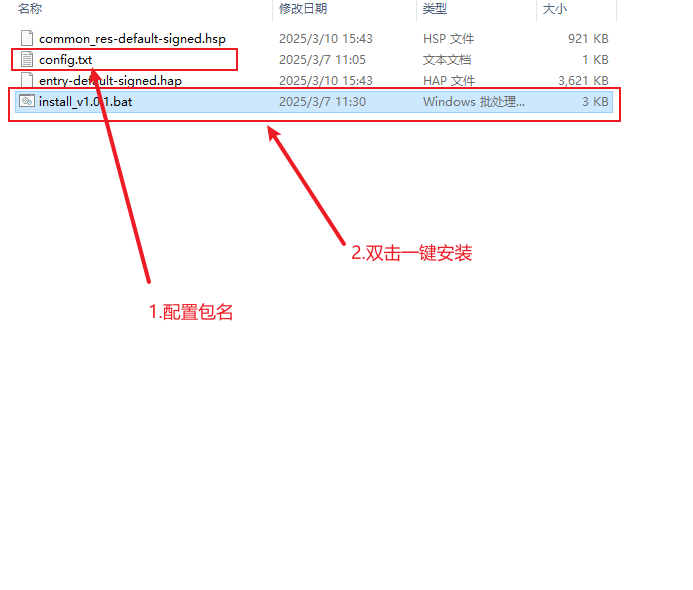 名称 修改日期 类型 大小
common_res-default-signed.hsp 2025/3/10 15:43 HSP 文件 921 KB
config.txt 2025/3/7 11:05 文本文档 1 KB
entry-default-signed.hap 2025/3/10 15:43 HAP 文件 3,621 KB
install_v1.0.1.bat 2025/3/7 11:30 Windows 批处理... 3 KB
2.双击一键安装
1.配置包名